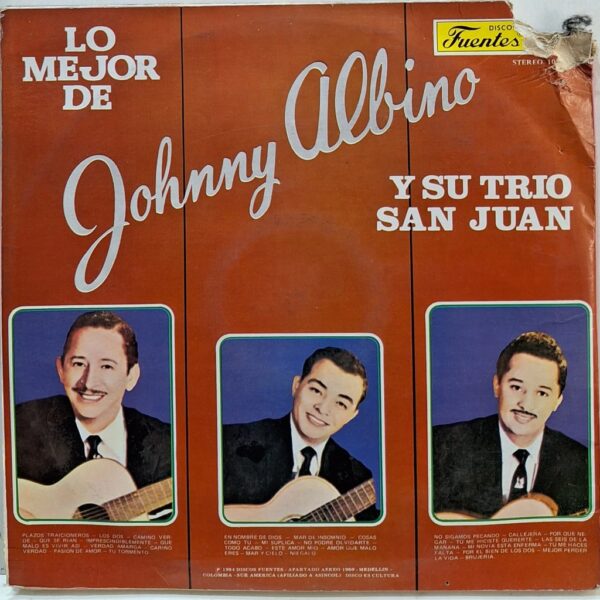 LO
MEJOR
DE
Johnny Albino
Y SU TRIO
SAN JUAN
DISCOS
Fuentes
STEREO
PLAZOS TRAICIONEROS - LOS DOS - CAMINO VER-
DE - QUE SE RIAN - IMPRESCINDIBLEMENTE - QUE
MALO ES VIVIR ASI - VERDAD AMARGA - CARIÑO
VERDAD - PASION DE AMOR - TU TORMENTO
EN NOMBRE DE DIOS - MAR DE INSOMNIO - COSAS
COMO TU - MI SUPLICA - NO PODRE OLVIDARTE -
TODO ACABO - ESTE AMOR MIO - AMOR QUE MALO
ERES - MAR Y CIELO - NIEGALO
NO SIGAMOS PECANDO - CALLEJERA - POR QUE NE-
GAR - TU ME HICISTE QUERERTE - LAS SEIS DE LA
MAÑANA - MI NOVIA ESTA ENFERMA - TU ME HACES
FALTA - POR EL BIEN DE LOS DOS - MEJOR PERDER
LA VIDA - BRUJERIA
P 1984 DISCOS FUENTES - APARTADO AEREO 1960 - MEDELLIN -
COLOMBIA - SUR AMERICA (AFILIADO A ASINCOL) DISCO ES CULTURA